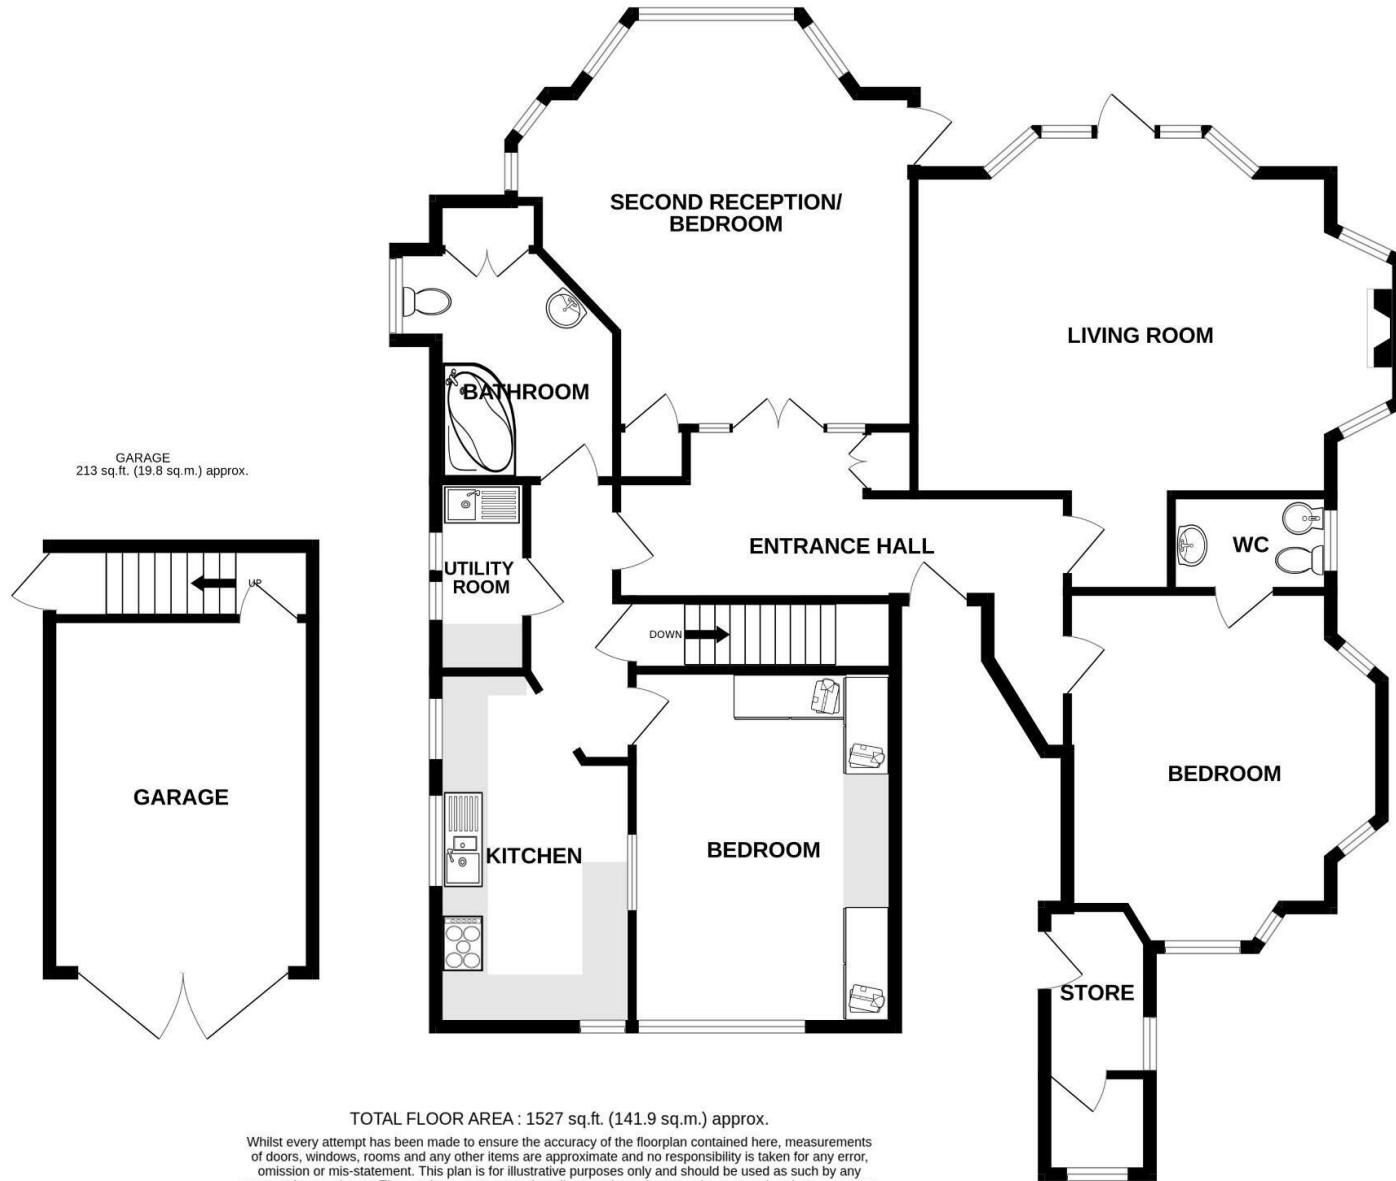 SECOND RECEPTION/
BEDROOM
LIVING ROOM
BATHROOM
GARAGE
213 sq.ft. (19.8 sq.m.) approx.
ENTRANCE HALL
WC
UTILITY
ROOM
UP
DOWN
GARAGE
KITCHEN
BEDROOM
BEDROOM
STORE
TOTAL FLOOR AREA : 1527 sq.ft. (141.9 sq.m.) approx.
Whilst every attempt has been made to ensure the accuracy of the floorplan contained here, measurements
of doors, windows, rooms and any other items are approximate and no responsibility is taken for any error,
omission or mis-statement. This plan is for illustrative purposes only and should be used as such by any